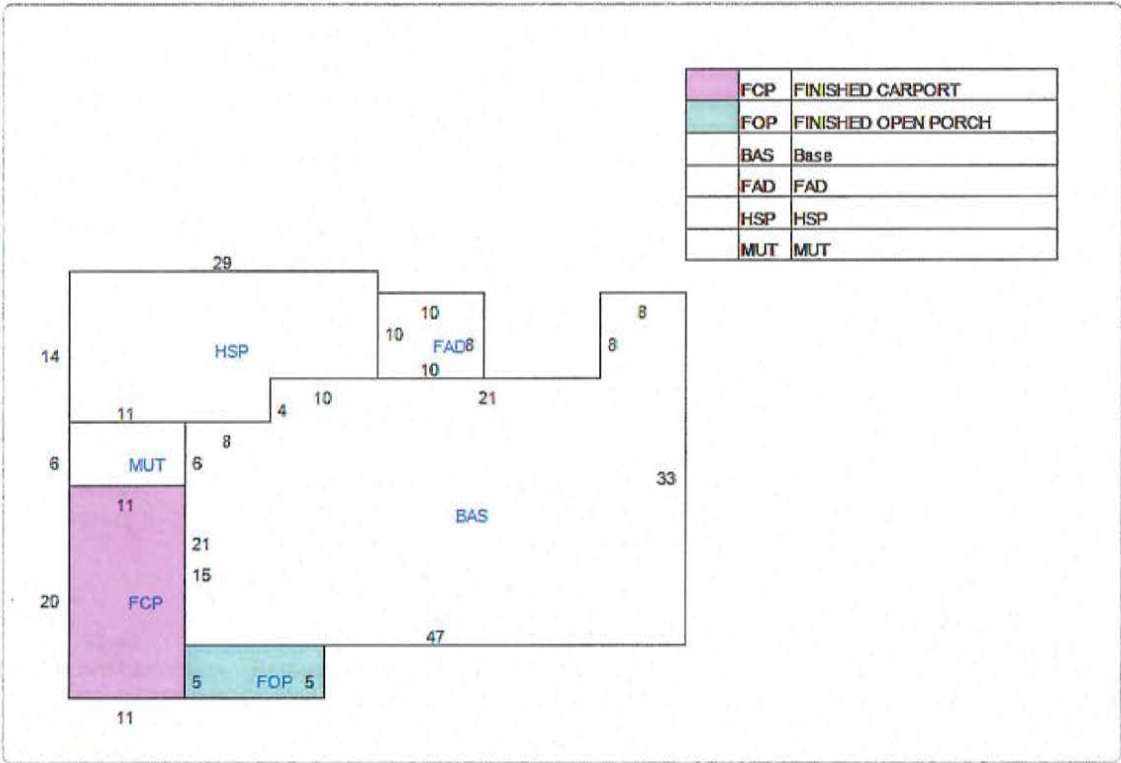 FCP FINISHED CARPORT
FOP FINISHED OPEN PORCH
BAS Base
FAD FAD
HSP HSP
MUT MUT
29
10
8
10
14
HSP
FAD8
8
10
11
4
10
21
8
6
MUT
6
33
11
BAS
21
15
20
FCP
47
5
FOP 5
11